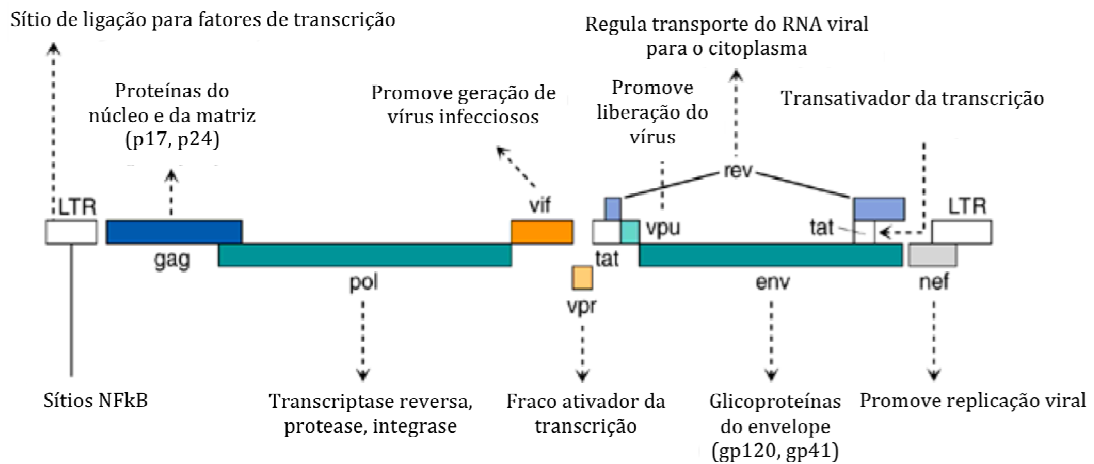 Sítio de ligação para fatores de transcrição
Regula transporte do RNA viral
para o citoplasma
Proteínas do
núcleo e da matriz
(p17, p24)
Promove geração de
vírus infecciosos
Promove
liberação do
vírus
Transativador da transcrição
rev
LTR
vif
LTR
vpu
tat
gag
tat
pol
env
nef
vpr
Sítios NFkB
Transcriptase reversa,
protease, integrase
Fraco ativador da
transcrição
Glicoproteínas
do envelope
(gp120, gp41)
Promove replicação viral